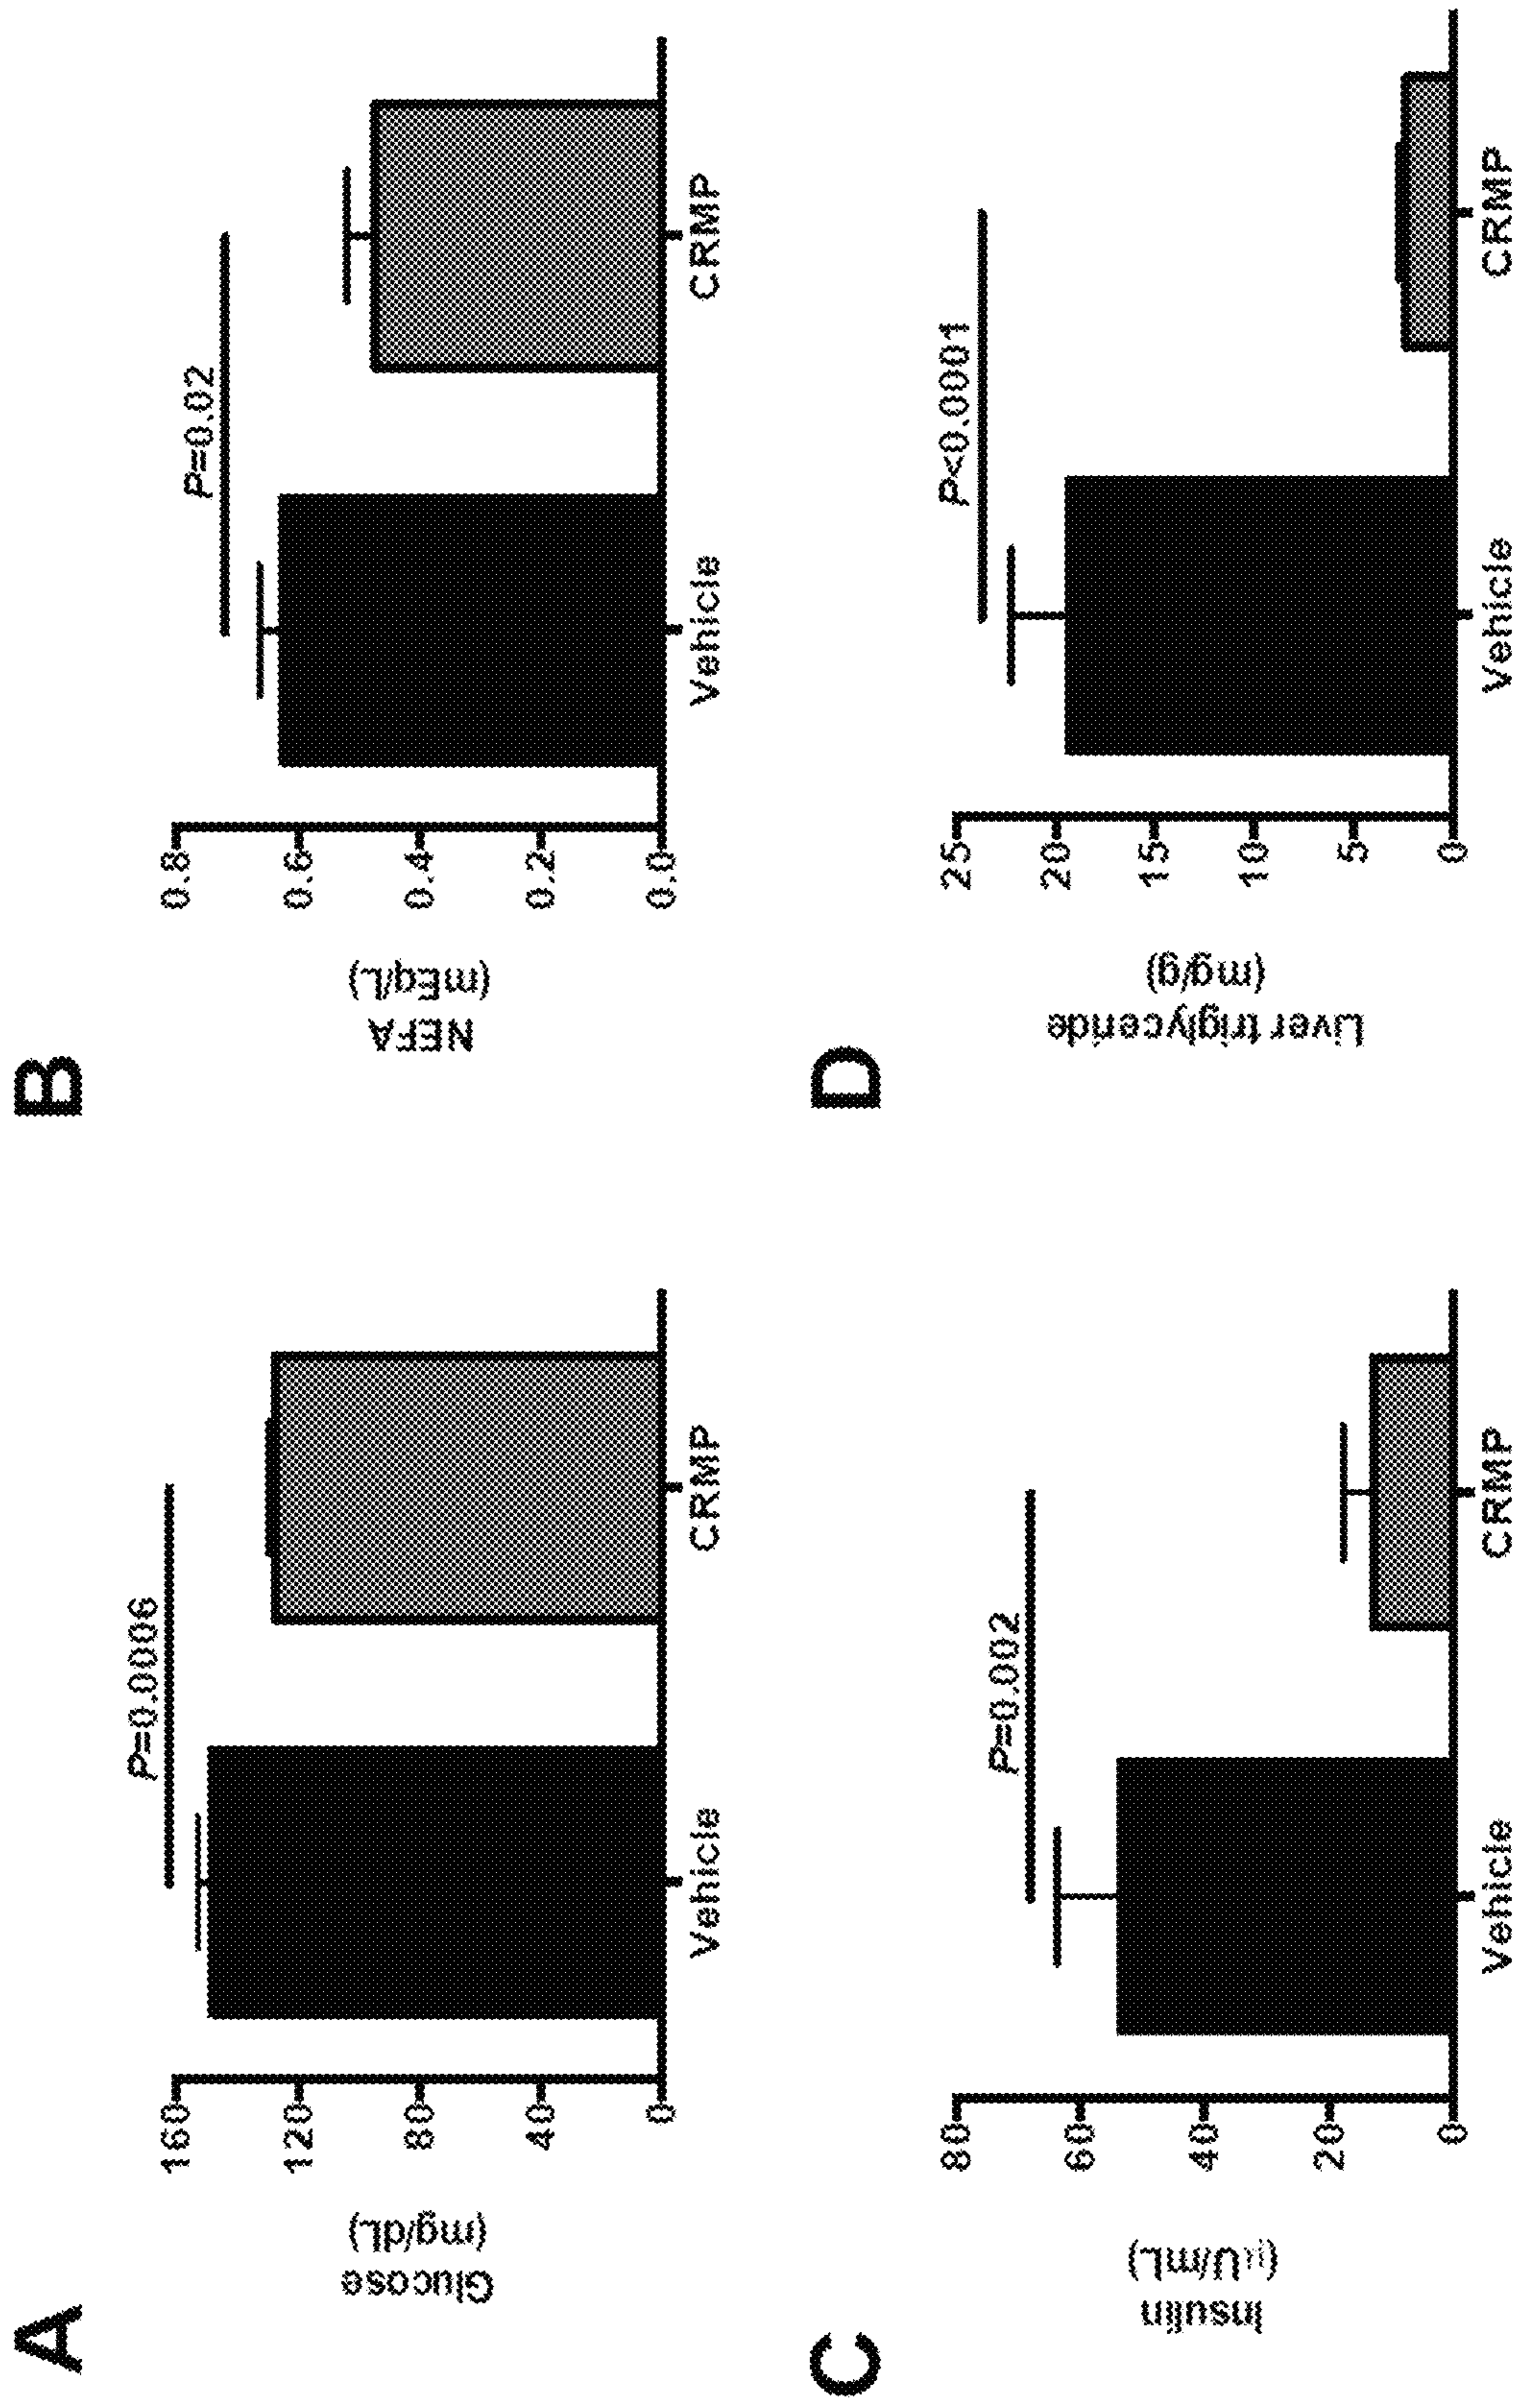 A
Glucose
(mg/dL)
160
120
80
40
0
P=0.0006
Vehicle
CRMP
B
NEFA
(mEq/L)
0.8
0.6
0.4
0.2
0.0
P=0.02
Vehicle
CRMP
C
Insulin
(μU/mL)
80
60
40
20
0
P=0.002
Vehicle
CRMP
D
Liver triglyceride
(mg/g)
25
20
15
10
5
0
P<0.0001
Vehicle
CRMP